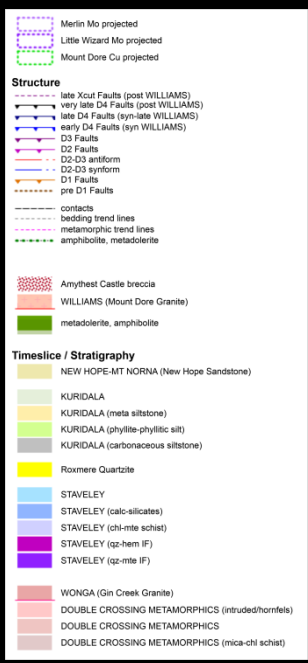 Merlin Mo projected
Little Wizard Mo projected
Mount Dore Cu projected
Structure
late Xcut Faults (post WILLIAMS)
very late D4 Faults (post WILLIAMS)
late D4 Faults (syn-late WILLIAMS)
early D4 Faults (syn WILLIAMS)
D3 Faults
D2 Faults
D2-D3 antiform
D2-D3 synform
D1 Faults
pre D1 Faults
contacts
bedding trend lines
metamorphic trend lines
amphibolite, metadolerite
Amythest Castle breccia
WILLIAMS (Mount Dore Granite)
metadolerite, amphibolite
Timeslice / Stratigraphy
NEW HOPE-MT NORNA (New Hope Sandstone)
KURIDALA
KURIDALA (meta siltstone)
KURIDALA (phyllite-phyllitic silt)
KURIDALA (carbonaceous siltstone)
Roxmere Quartzite
STAVELEY
STAVELEY (calc-silicates)
STAVELEY (chl-mte schist)
STAVELEY (qz-hem IF)
STAVELEY (qz-mte IF)
WONGA (Gin Creek Granite)
DOUBLE CROSSING METAMORPHICS (intruded/hornfels)
DOUBLE CROSSING METAMORPHICS
DOUBLE CROSSING METAMORPHICS (mica-chl schist)